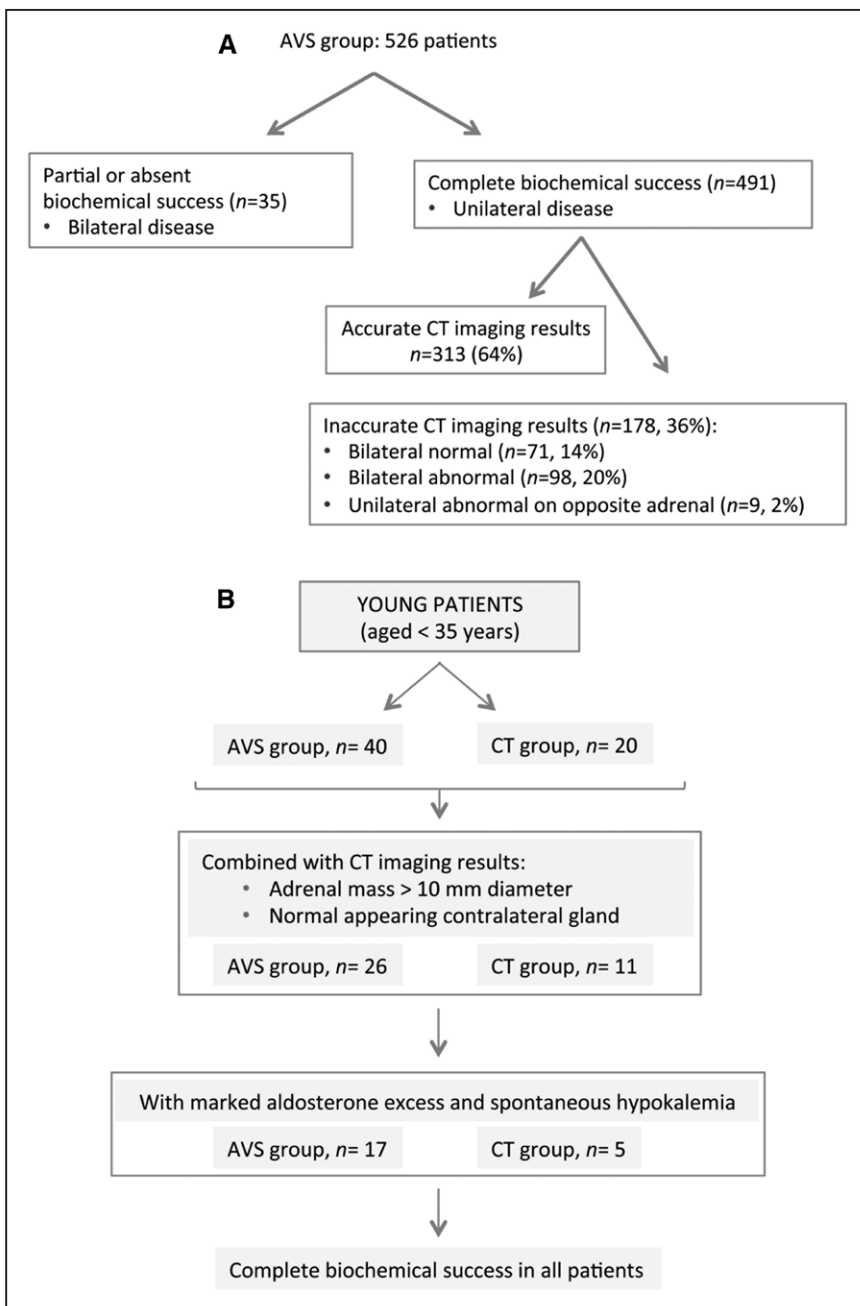 A
AVS group: 526 patients
Partial or absent
biochemical success (n=35)
• Bilateral disease
Complete biochemical success (n=491)
• Unilateral disease
Accurate CT imaging results
n=313 (64%)
Inaccurate CT imaging results (n=178, 36%):
• Bilateral normal (n=71, 14%)
• Bilateral abnormal (n=98, 20%)
• Unilateral abnormal on opposite adrenal (n=9, 2%)
B
YOUNG PATIENTS
(aged < 35 years)
AVS group, n= 40
CT group, n= 20
Combined with CT imaging results:
• Adrenal mass > 10 mm diameter
• Normal appearing contralateral gland
AVS group, n= 26
CT group, n= 11
With marked aldosterone excess and spontaneous hypokalemia
AVS group, n= 17
CT group, n= 5
Complete biochemical success in all patients